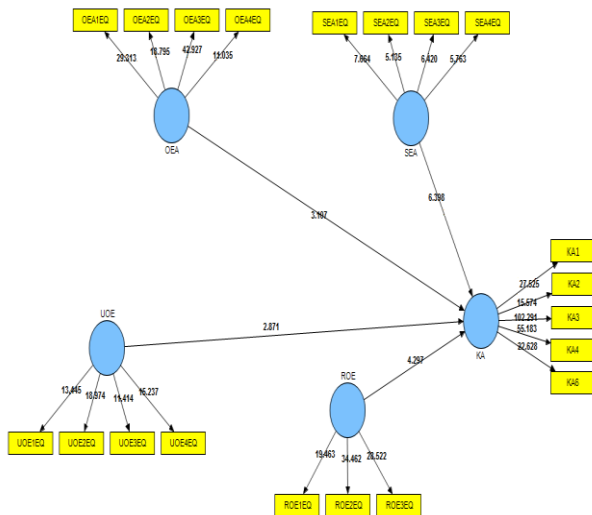 OEA1EQ OEA2EQ OEA3EQ OEA4EQ
SEA1EQ SEA2EQ SEA3EQ SEA4EQ
29.313 18.795 42.927 11.035
7.664 5.135 6.420 5.763
OEA
SEA
3.107
6.398
KA1
KA2
KA3
KA4
KA6
27.525
15.574
102.291
55.183
32.628
KA
UOE
2.871
4.297
ROE
13.445 18.974 11.414 15.237
UOE1EQ UOE2EQ UOE3EQ UOE4EQ
19.463 34.462 28.522
ROE1EQ ROE2EQ ROE3EQ